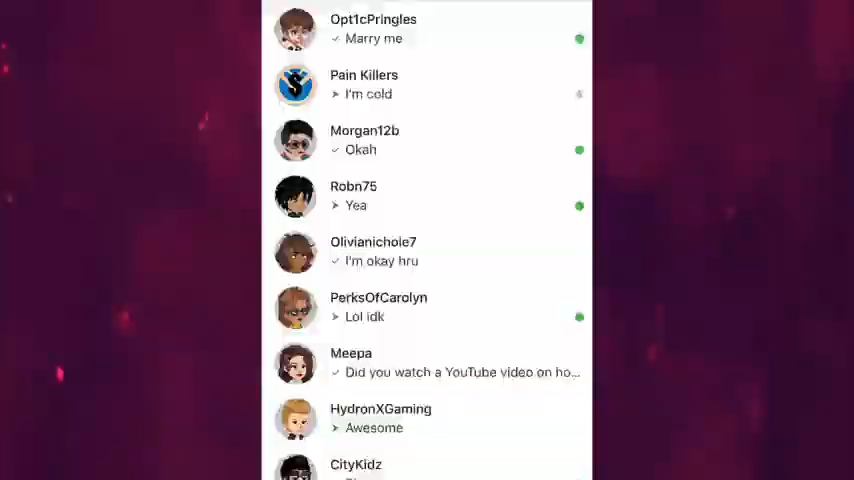 Opt1cPringles
Marry me
Pain Killers
I'm cold
Morgan12b
Okah
Robn75
Yea
Olivianichole7
I'm okay hru
PerksOfCarolyn
Lol idk
Meepa
Did you watch a YouTube video on ho...
HydronXGaming
Awesome
CityKidz